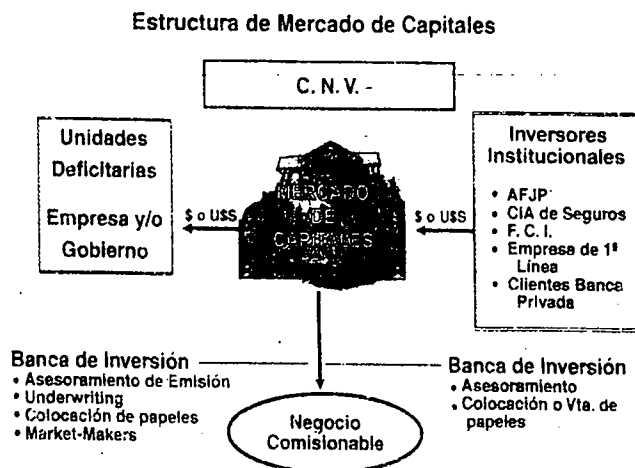 Estructura de Mercado de Capitales
C. N. V. -
Unidades
Deficitarias
Empresa y/o
Gobierno
$ o U$S
MERCADO
DE
CAPITALES
$ o U$S
Inversores
Institucionales
• AFJP
• CIA de Seguros
• F. C. I.
• Empresa de 1ª
Línea
• Clientes Banca
Privada
Banca de Inversión
• Asesoramiento de Emisión
• Underwriting
• Colocación de papeles
• Market-Makers
Negocio
Comisionable
Banca de Inversión
• Asesoramiento
• Colocación o Vta. de
papeles